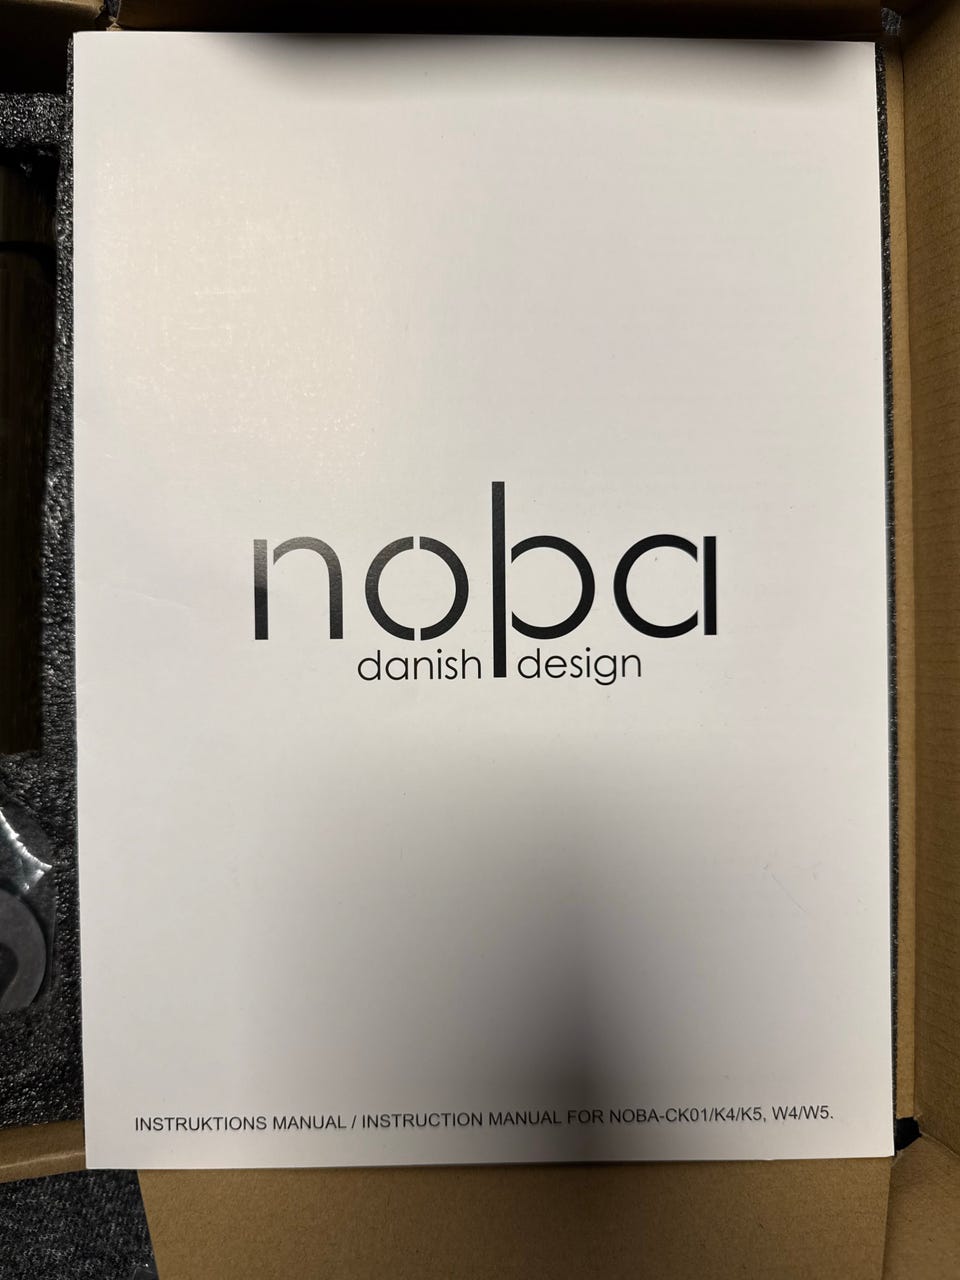 noba
danish design
INSTRUKTIONS MANUAL / INSTRUCTION MANUAL FOR NOBA-CK01/K4/K5, W4/W5.